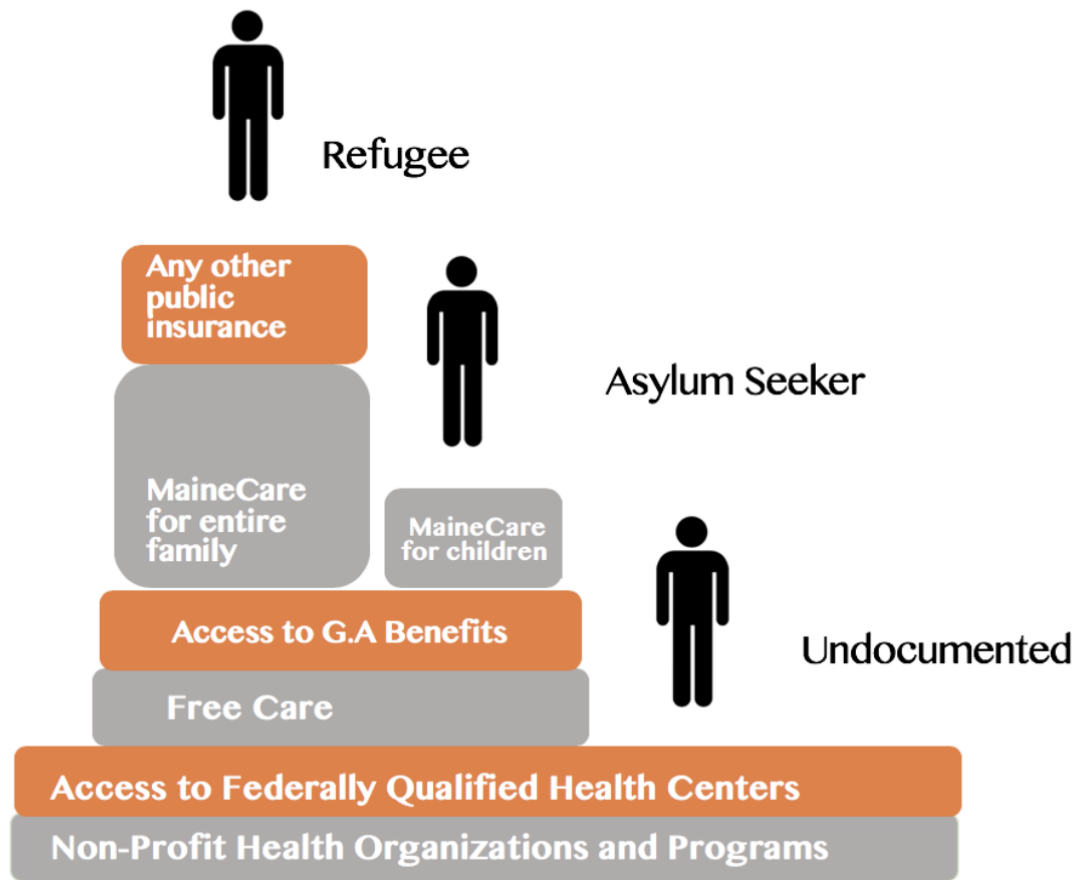 Refugee
Any other
public
insurance
Asylum Seeker
MaineCare
for entire
family
MaineCare
for children
Undocumented
Access to G.A Benefits
Free Care
Access to Federally Qualified Health Centers
Non-Profit Health Organizations and Programs